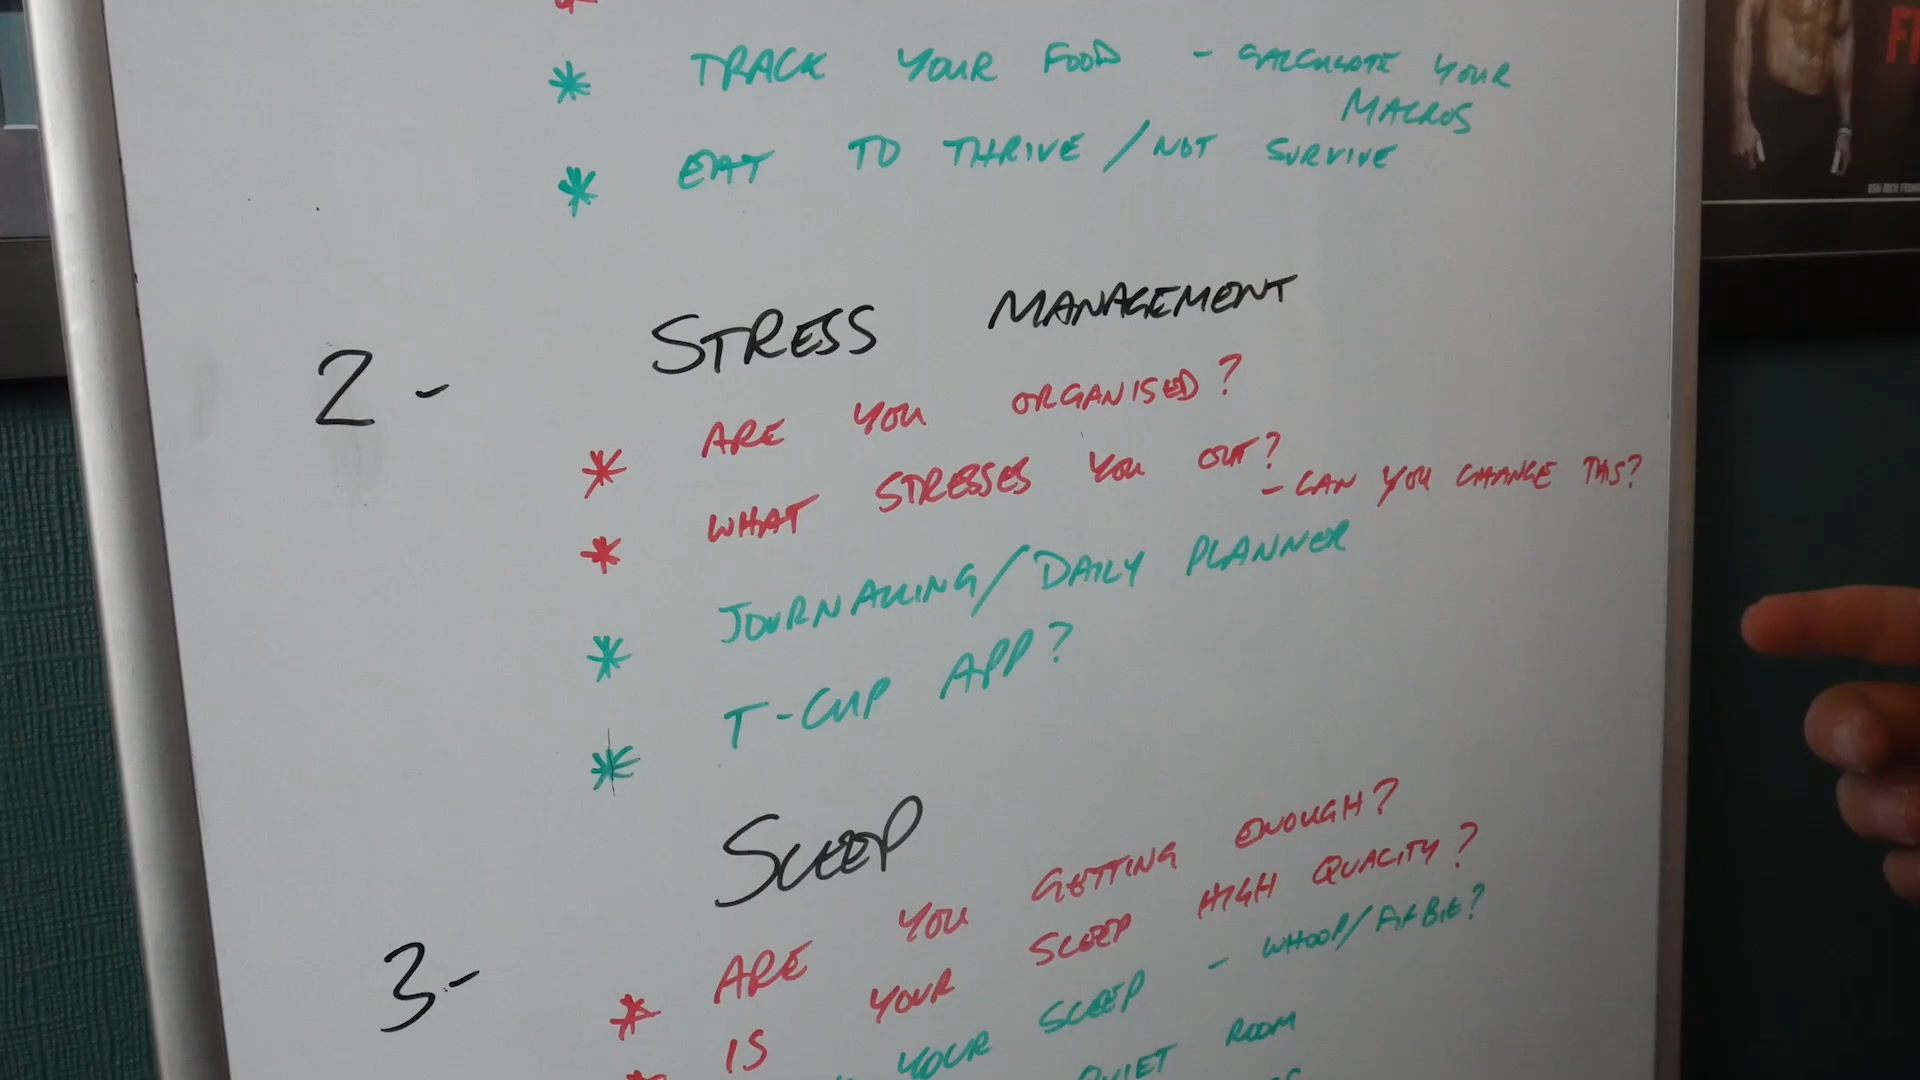 * TRACK YOUR FOOD - CALCULATE YOUR
MACROS
* EAT TO THRIVE / NOT SURVIVE
2 - STRESS MANAGEMENT
* ARE YOU ORGANISED?
* WHAT STRESSES YOU OUT?
- CAN YOU CHANGE THIS?
* JOURNALLING/DAILY PLANNER
* T-CUP APP?
3- SLEEP
* ARE YOU GETTING ENOUGH?
* IS YOUR SLEEP HIGH QUALITY?
YOUR SLEEP - WHOOP/
QUIET ROOM